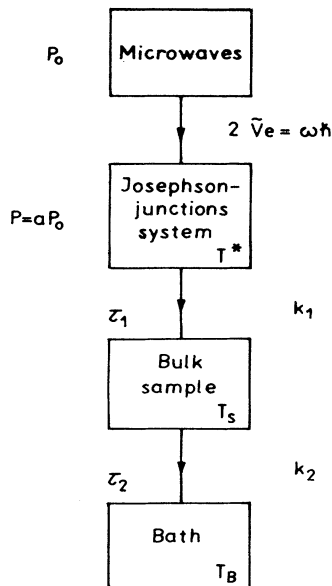 P₀
Microwaves
2 Ṽe = ωħ
Josephson-
junctions
system
T*
P=aP₀
τ₁
k₁
Bulk
sample
Tₛ
τ₂
k₂
Bath
T_B